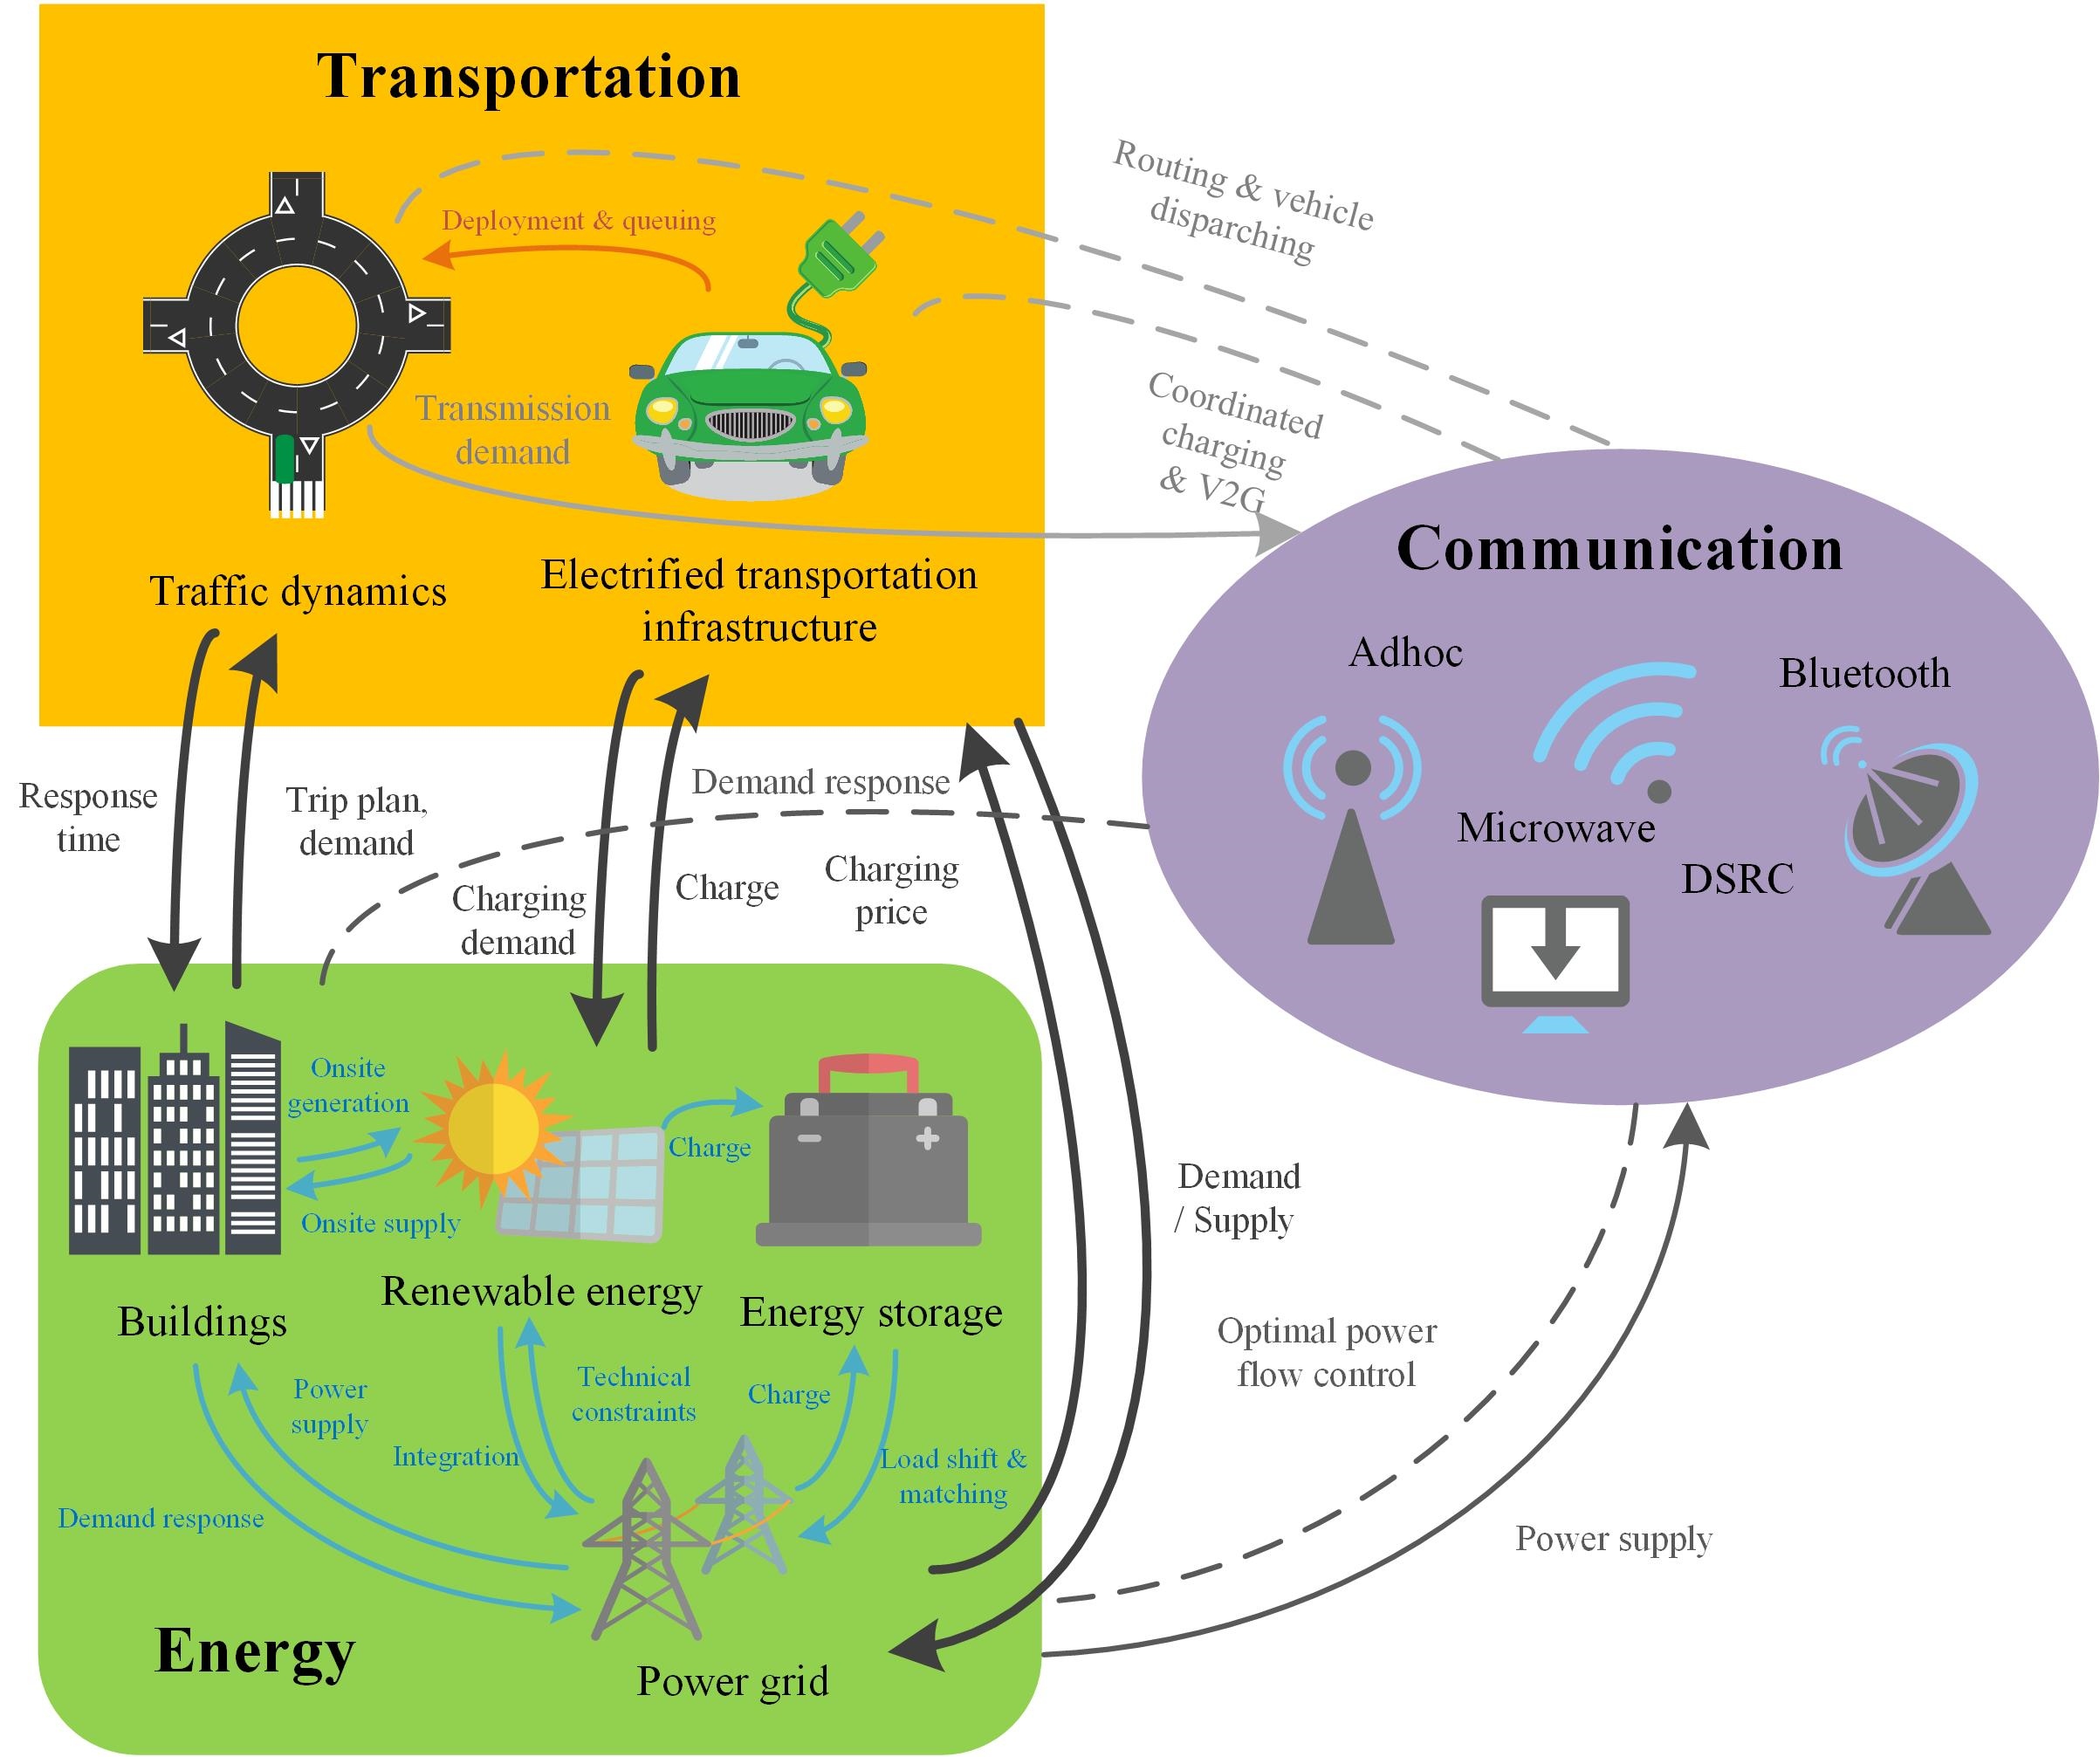 Transportation
Routing & vehicle
disparching
Deployment & queuing
Coordinated
charging
& V2G
Transmission
demand
Traffic dynamics
Electrified transportation
infrastructure
Communication
Adhoc
Bluetooth
Microwave
DSRC
Response
time
Trip plan,
demand
Demand response
Charging
demand
Charge
Charging
price
Onsite
generation
Onsite supply
Charge
Demand
/ Supply
Buildings
Renewable energy
Energy storage
Optimal power
flow control
Power
supply
Technical
constraints
Charge
Integration
Load shift &
matching
Demand response
Power supply
Energy
Power grid